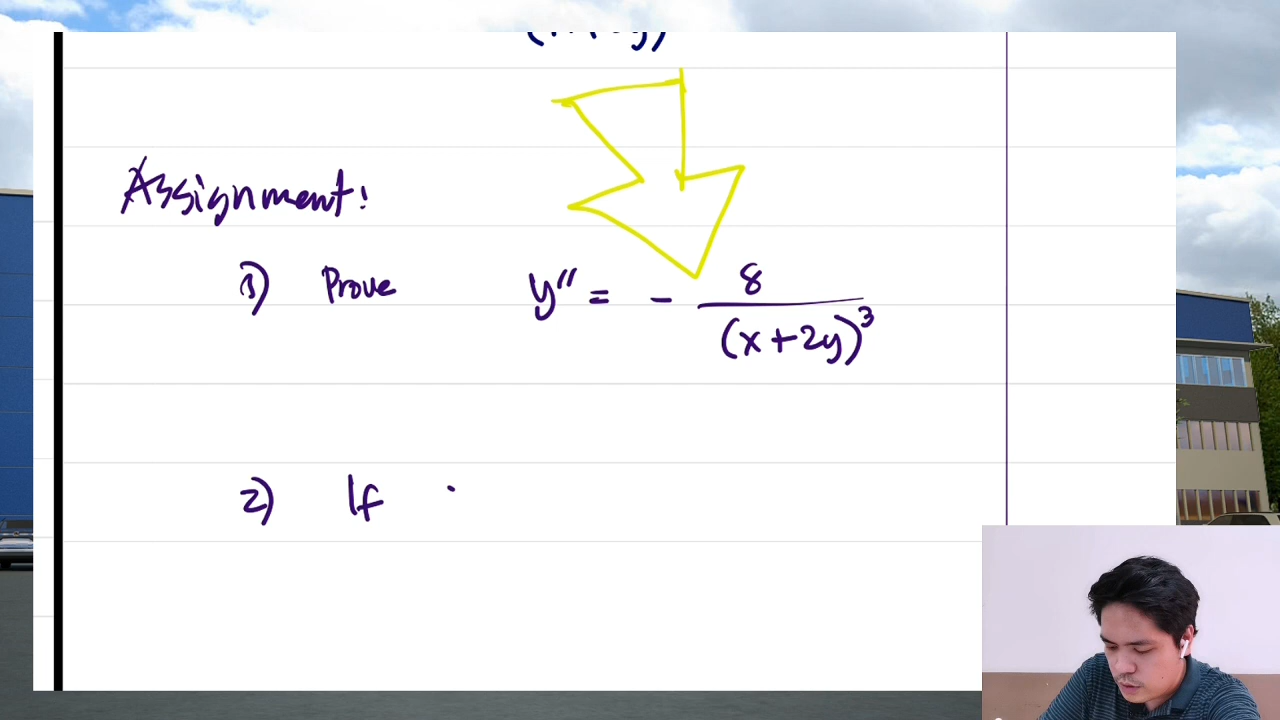 Assignment:
1) Prove y'' = - 8/(x+2y)^3
2) If